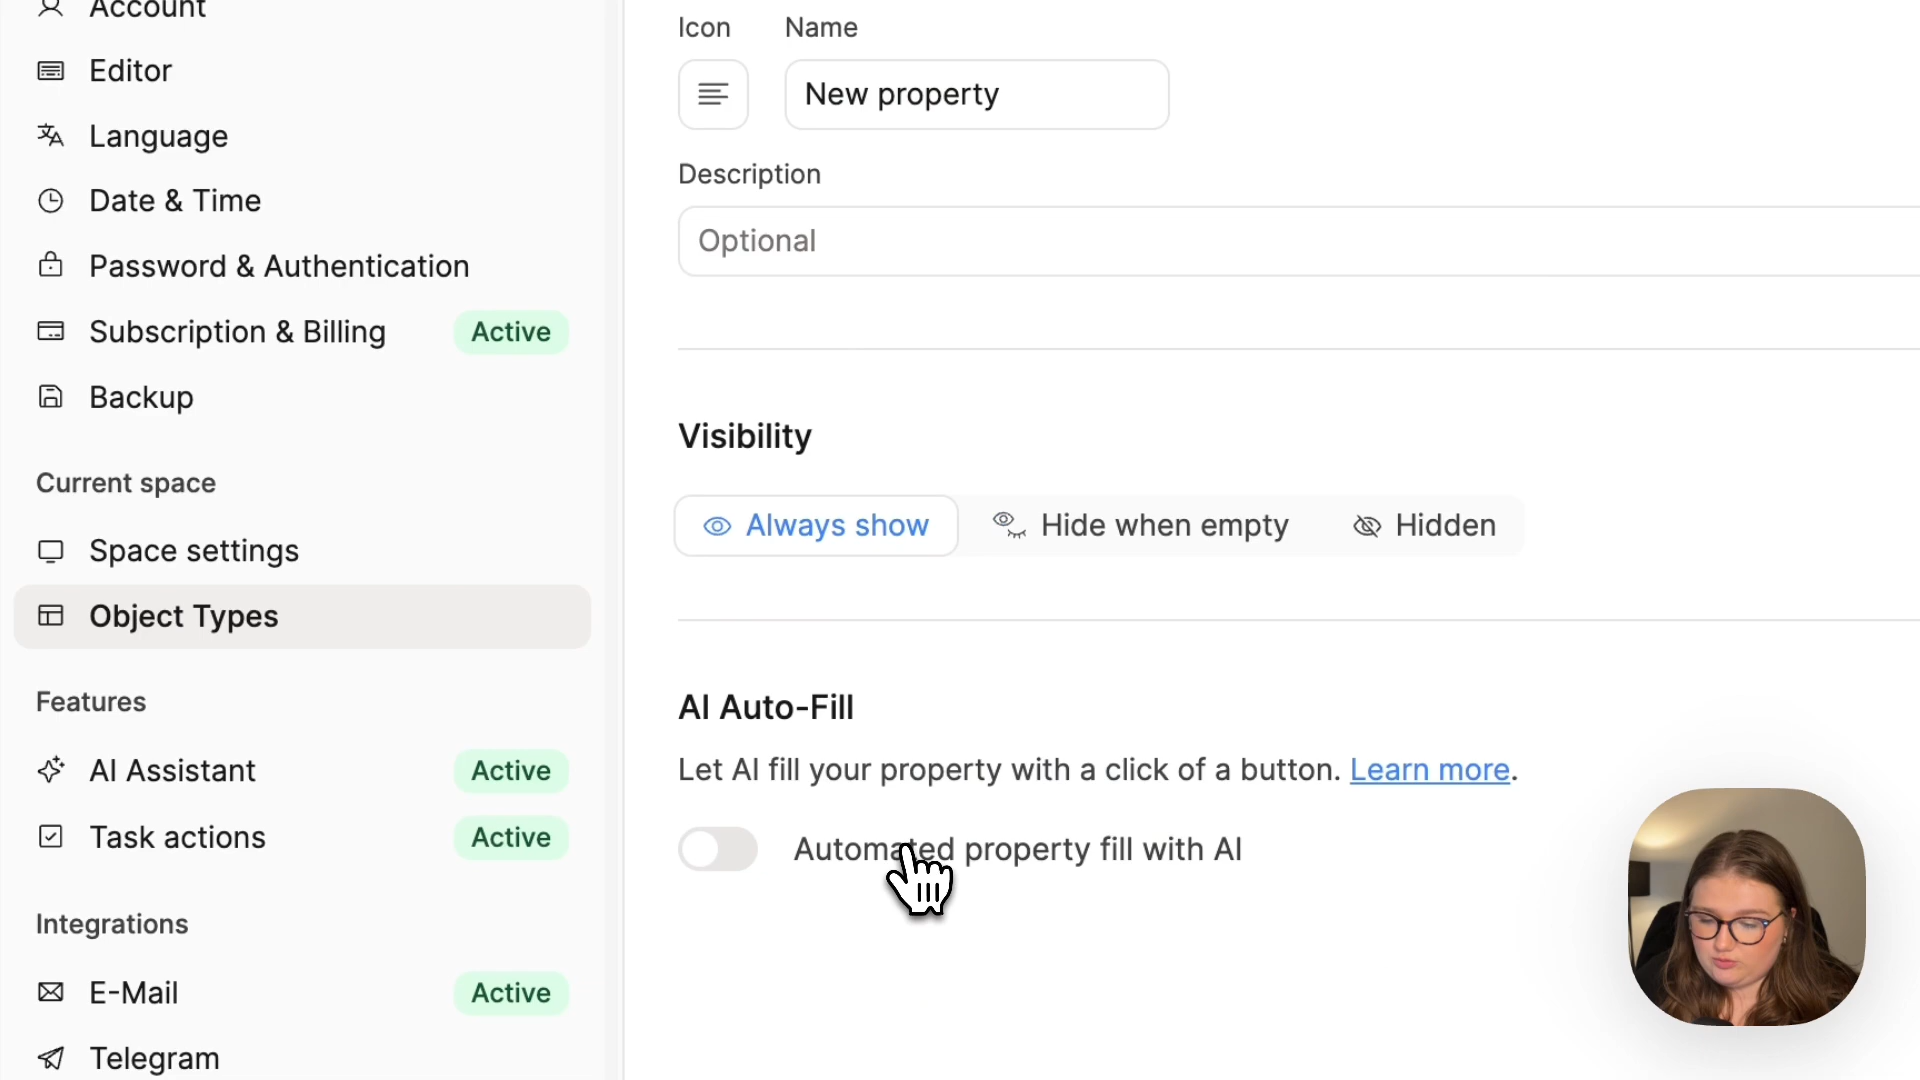 Account
Editor
Language
Date & Time
Password & Authentication
Subscription & Billing
Active
Backup
Current space
Space settings
Object Types
Features
AI Assistant
Active
Task actions
Active
Integrations
E-Mail
Active
Telegram
Icon
Name
New property
Description
Optional
Visibility
Always show
Hide when empty
Hidden
AI Auto-Fill
Let AI fill your property with a click of a button. Learn more.
Automated property fill with AI